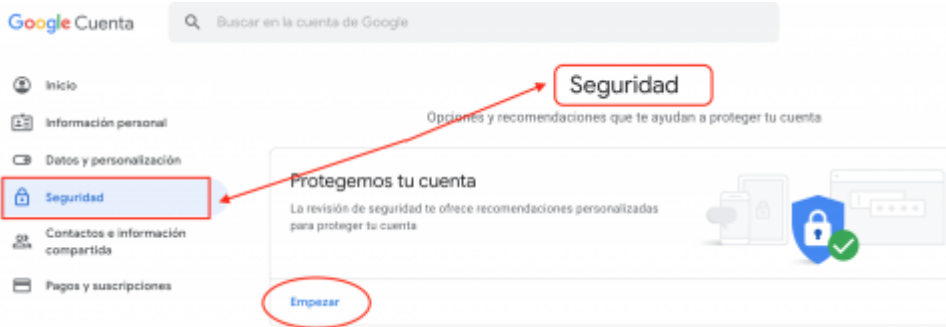 Google Cuenta
Buscar en la cuenta de Google
Inicio
Información personal
Datos y personalización
Seguridad
Contactos e información
compartida
Pagos y suscripciones
Seguridad
Opciones y recomendaciones que te ayudan a proteger tu cuenta
Protegemos tu cuenta
La revisión de seguridad te ofrece recomendaciones personalizadas
para proteger tu cuenta
Empezar